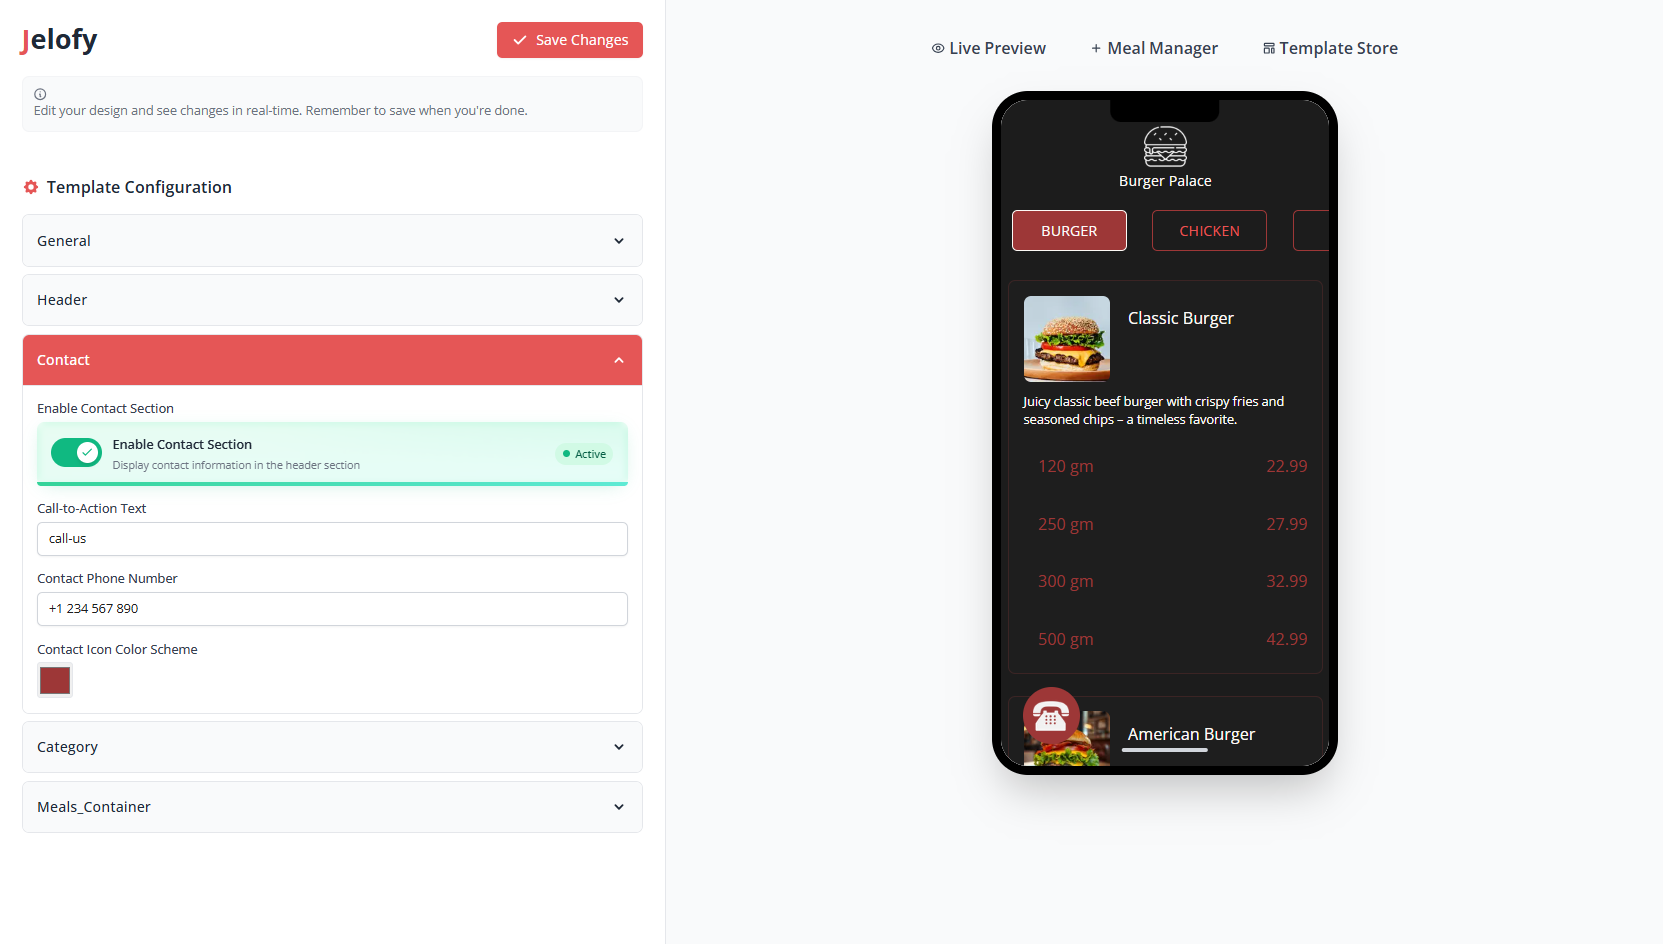 Jelofy
Save Changes
Edit your design and see changes in real-time. Remember to save when you're done.
Template Configuration
General
Header
Contact
Enable Contact Section
Enable Contact Section
Display contact information in the header section
Active
Call-to-Action Text
call-us
Contact Phone Number
+1 234 567 890
Contact Icon Color Scheme
Category
Meals_Container
Live Preview
Meal Manager
Template Store
Burger Palace
BURGER
CHICKEN
Classic Burger
Juicy classic beef burger with crispy fries and
seasoned chips – a timeless favorite.
120 gm 22.99
250 gm 27.99
300 gm 32.99
500 gm 42.99
American Burger